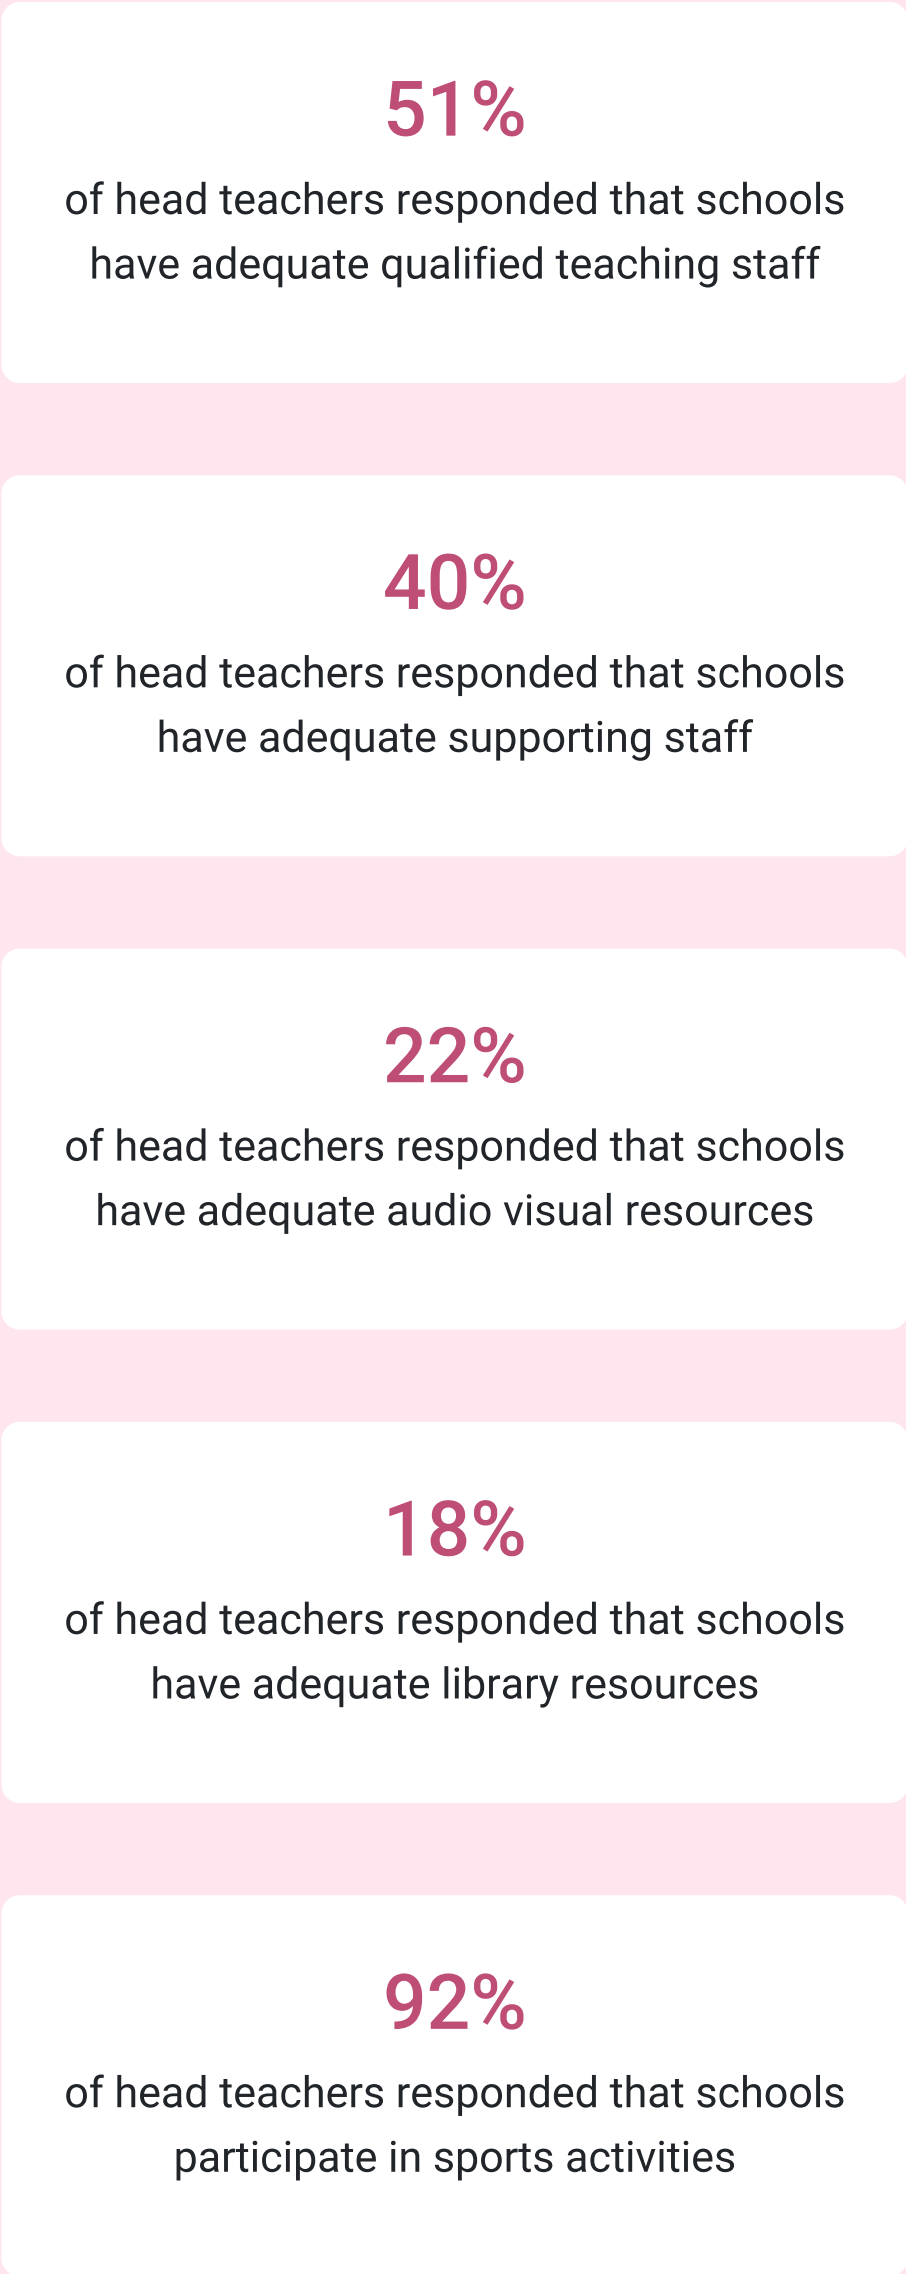 51%
of head teachers responded that schools
have adequate qualified teaching staff
40%
of head teachers responded that schools
have adequate supporting staff
22%
of head teachers responded that schools
have adequate audio visual resources
18%
of head teachers responded that schools
have adequate library resources
92%
of head teachers responded that schools
participate in sports activities